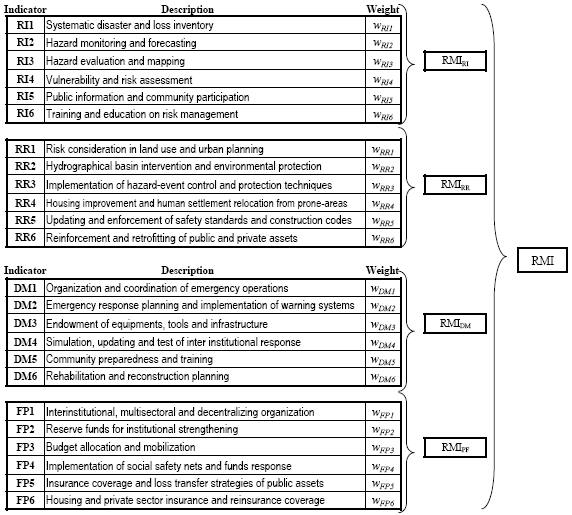 Indicator Description Weight
RI1 Systematic disaster and loss inventory wRI1
RI2 Hazard monitoring and forecasting wRI2
RI3 Hazard evaluation and mapping wRI3
RI4 Vulnerability and risk assessment wRI4
RI5 Public information and community participation wRI5
RI6 Training and education on risk management wRI6
RMIRI
RR1 Risk consideration in land use and urban planning wRR1
RR2 Hydrographical basin intervention and environmental protection wRR2
RR3 Implementation of hazard-event control and protection techniques wRR3
RR4 Housing improvement and human settlement relocation from prone-areas wRR4
RR5 Updating and enforcement of safety standards and construction codes wRR5
RR6 Reinforcement and retrofitting of public and private assets wRR6
RMIRR
RMI
Indicator Description Weight
DM1 Organization and coordination of emergency operations wDM1
DM2 Emergency response planning and implementation of warning systems wDM2
DM3 Endowment of equipments, tools and infrastructure wDM3
DM4 Simulation, updating and test of inter institutional response wDM4
DM5 Community preparedness and training wDM5
DM6 Rehabilitation and reconstruction planning wDM6
RMIDM
FP1 Interinstitutional, multisectoral and decentralizing organization wFP1
FP2 Reserve funds for institutional strengthening wFP2
FP3 Budget allocation and mobilization wFP3
FP4 Implementation of social safety nets and funds response wFP4
FP5 Insurance coverage and loss transfer strategies of public assets wFP5
FP6 Housing and private sector insurance and reinsurance coverage wFP6
RMIPF